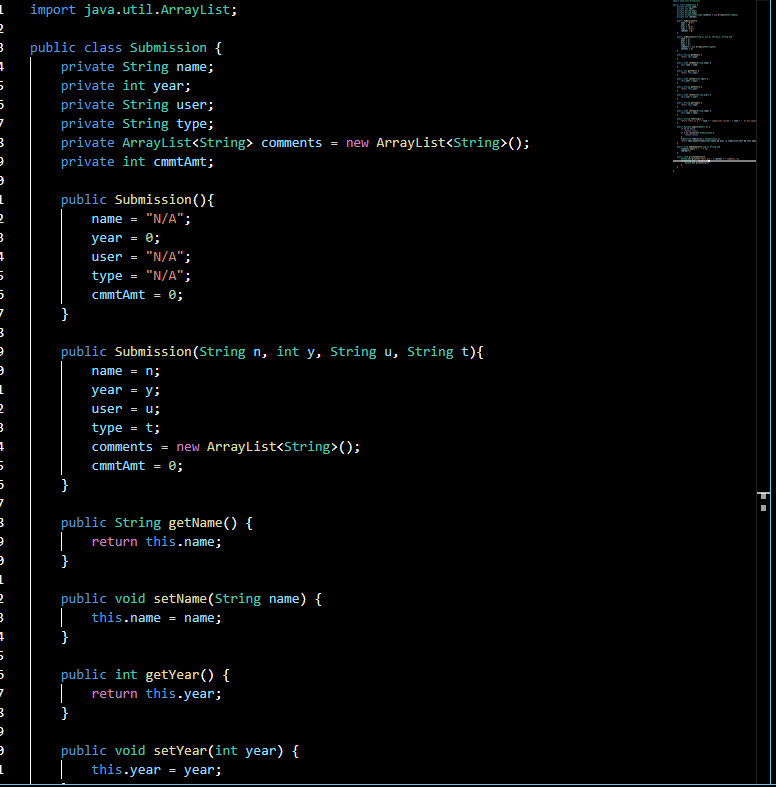 1 import java.util.ArrayList;
2
3 public class Submission {
4     private String name;
5     private int year;
6     private String user;
7     private String type;
8     private ArrayList<String> comments = new ArrayList<String>();
9     private int cmmtAmt;
0
1     public Submission(){
2         name = "N/A";
3         year = 0;
4         user = "N/A";
5         type = "N/A";
6         cmmtAmt = 0;
7     }
8
9     public Submission(String n, int y, String u, String t){
0         name = n;
1         year = y;
2         user = u;
3         type = t;
4         comments = new ArrayList<String>();
5         cmmtAmt = 0;
6     }
7
8     public String getName() {
9         return this.name;
0     }
1
2     public void setName(String name) {
3         this.name = name;
4     }
5
6     public int getYear() {
7         return this.year;
8     }
9
0     public void setYear(int year) {
1         this.year = year;